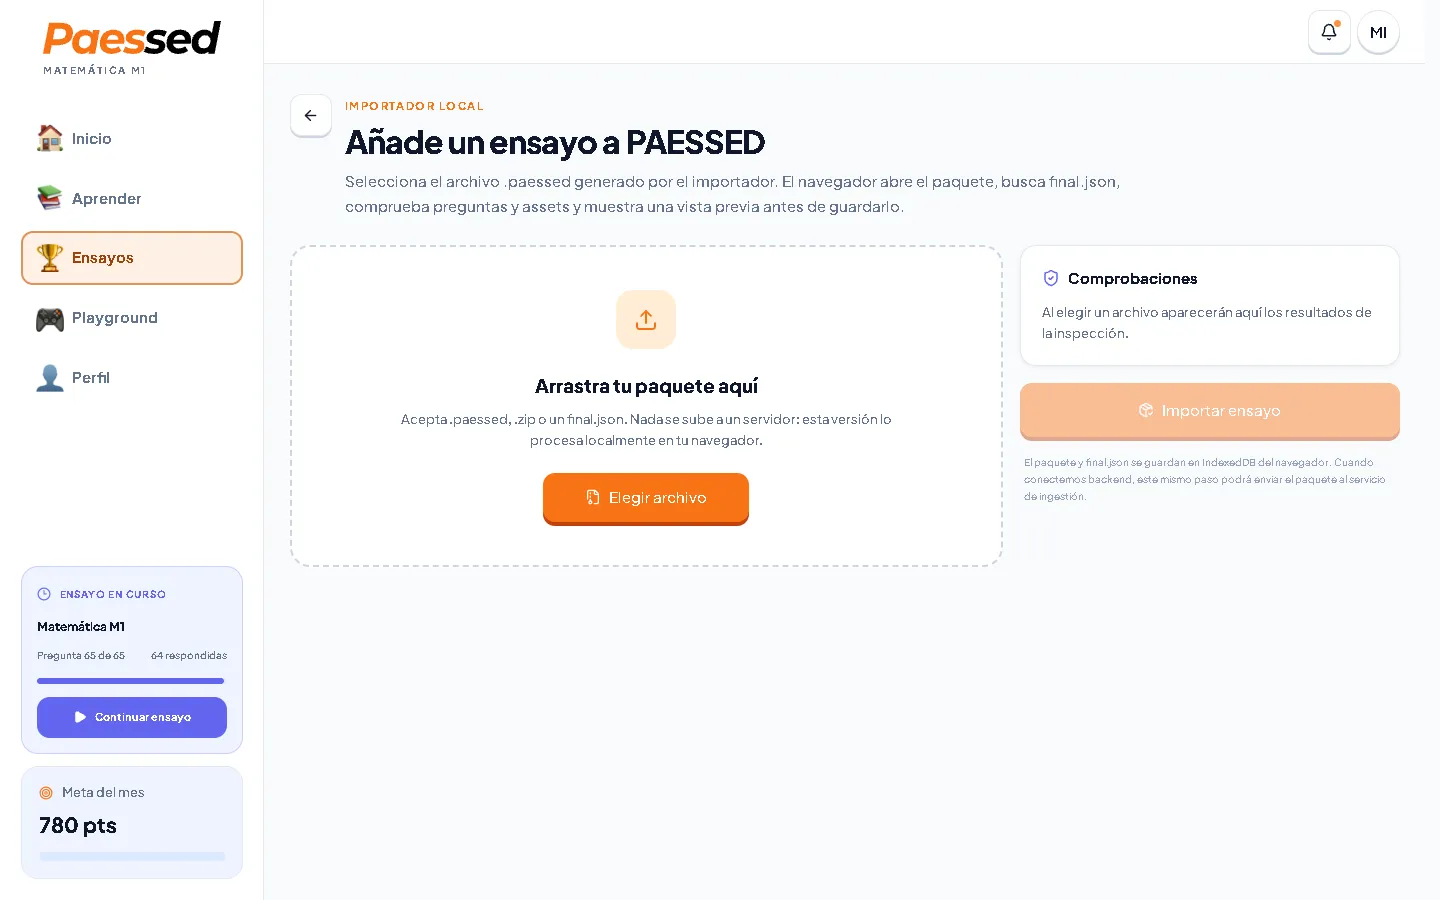 Paessed
MATEMÁTICA M1
Inicio
Aprender
Ensayos
Playground
Perfil
ENSAYO EN CURSO
Matemática M1
Pregunta 65 de 65
64 respondidas
Continuar ensayo
Meta del mes
780 pts
MI
IMPORTADOR LOCAL
Añade un ensayo a PAESSED
Selecciona el archivo .paessed generado por el importador. El navegador abre el paquete, busca final.json,
comprueba preguntas y assets y muestra una vista previa antes de guardarlo.
Arrastra tu paquete aquí
Acepta .paessed, .zip o un final.json. Nada se sube a un servidor: esta versión lo
procesa localmente en tu navegador.
Elegir archivo
Comprobaciones
Al elegir un archivo aparecerán aquí los resultados de
la inspección.
Importar ensayo
El paquete y final.json se guardan en IndexedDB del navegador. Cuando
conectemos backend, este mismo paso podrá enviar el paquete al servicio
de ingestión.